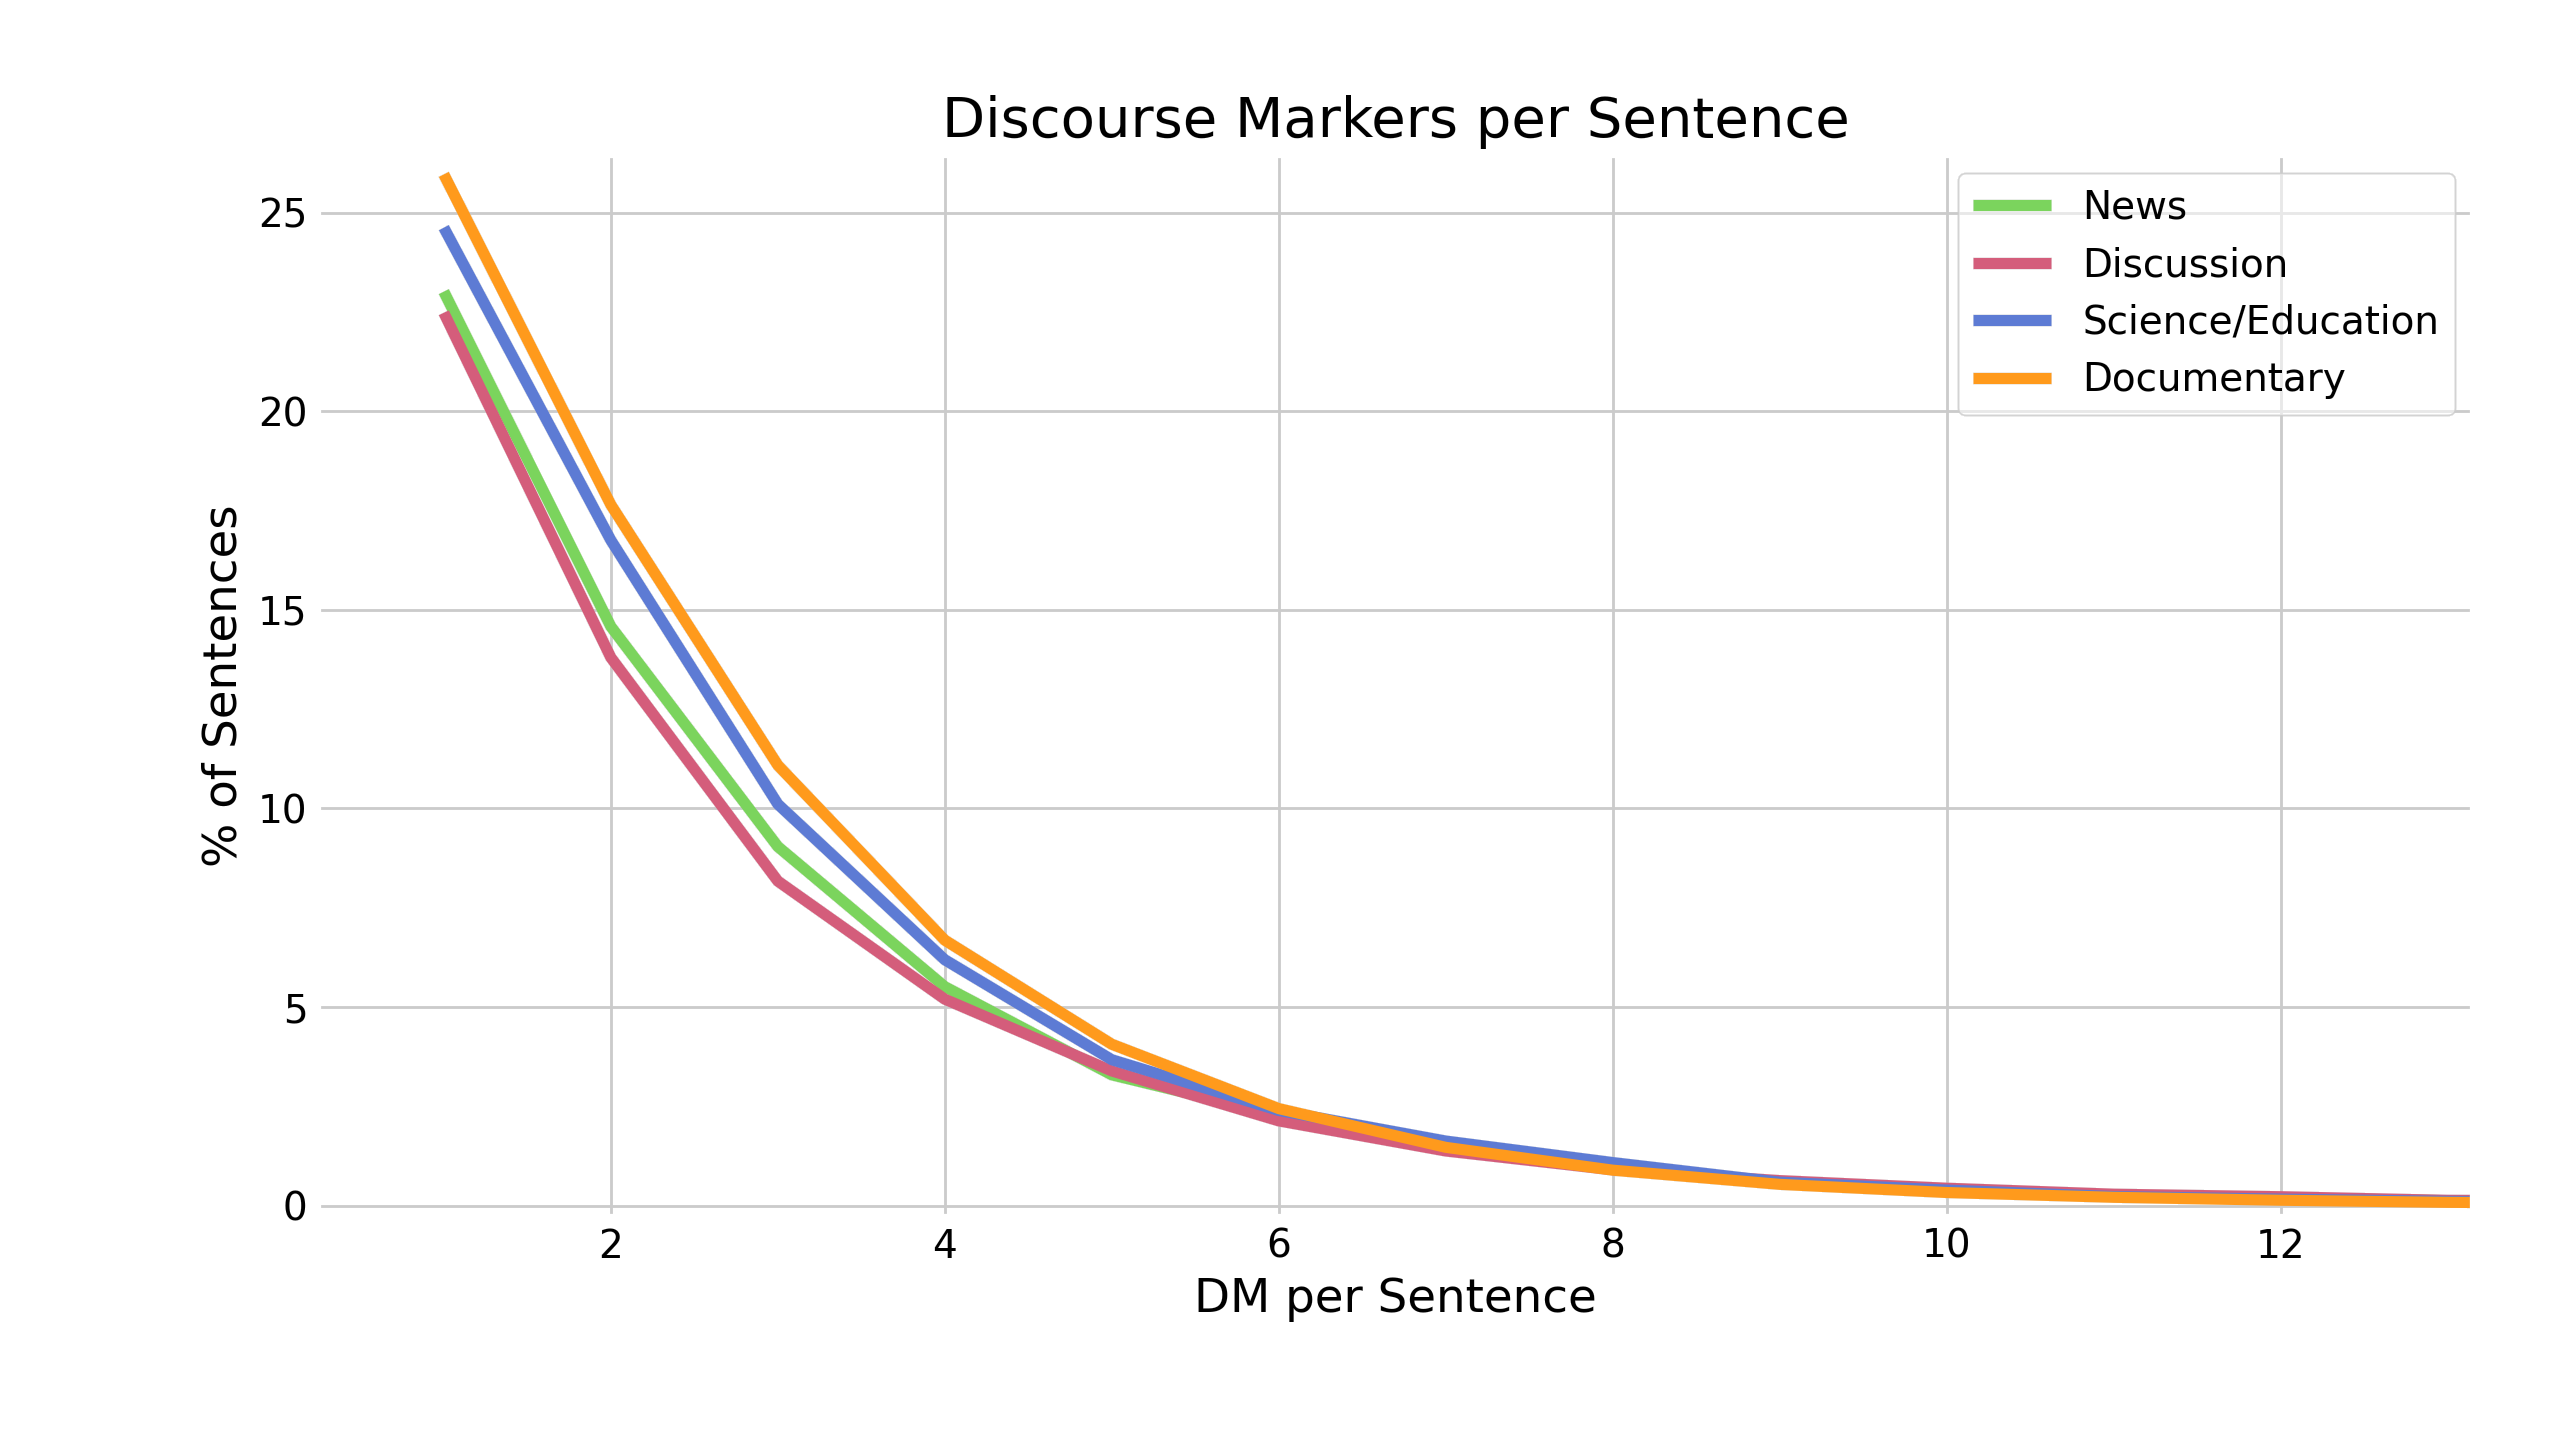 Discourse Markers per Sentence
% of Sentences
25
20
15
10
5
0
2 4 6 8 10 12
DM per Sentence
News
Discussion
Science/Education
Documentary